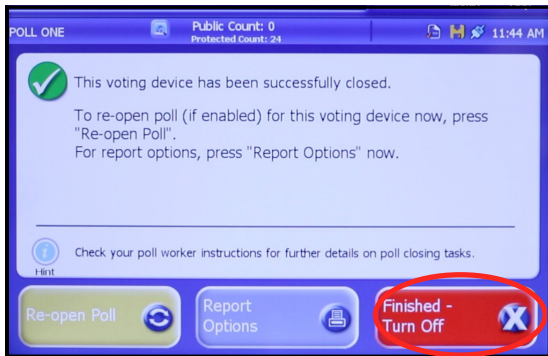 POLL ONE
Public Count: 0
Protected Count: 24
11:44 AM
This voting device has been successfully closed.
To re-open poll (if enabled) for this voting device now, press
"Re-open Poll".
For report options, press "Report Options" now.
Hint
Check your poll worker instructions for further details on poll closing tasks.
Re-open Poll
Report
Options
Finished -
Turn Off